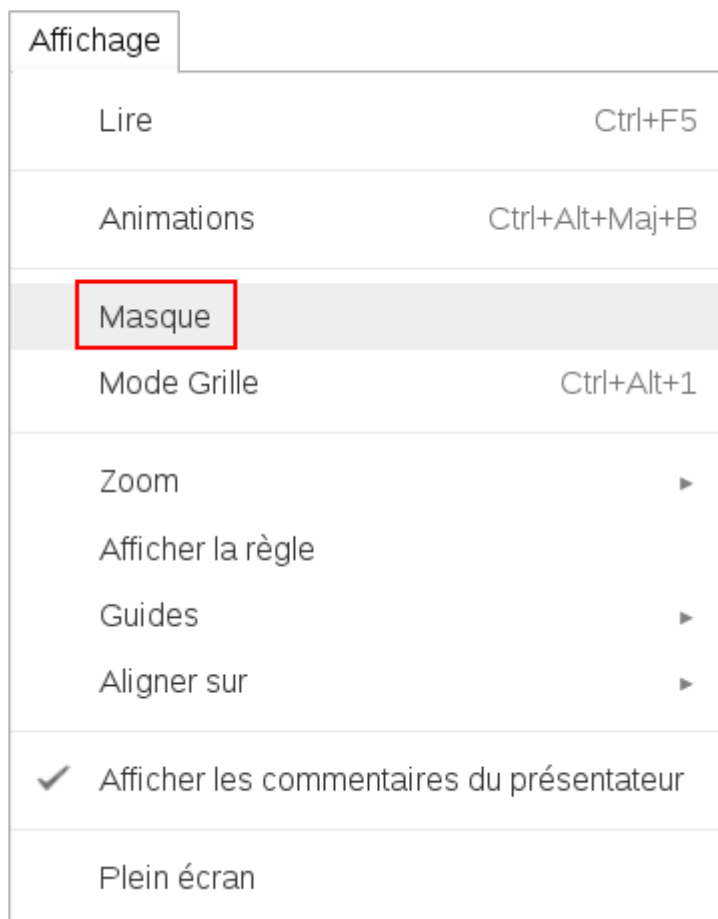 Affichage
Lire Ctrl+F5
Animations Ctrl+Alt+Maj+B
Masque
Mode Grille Ctrl+Alt+1
Zoom
Afficher la règle
Guides
Aligner sur
Afficher les commentaires du présentateur
Plein écran